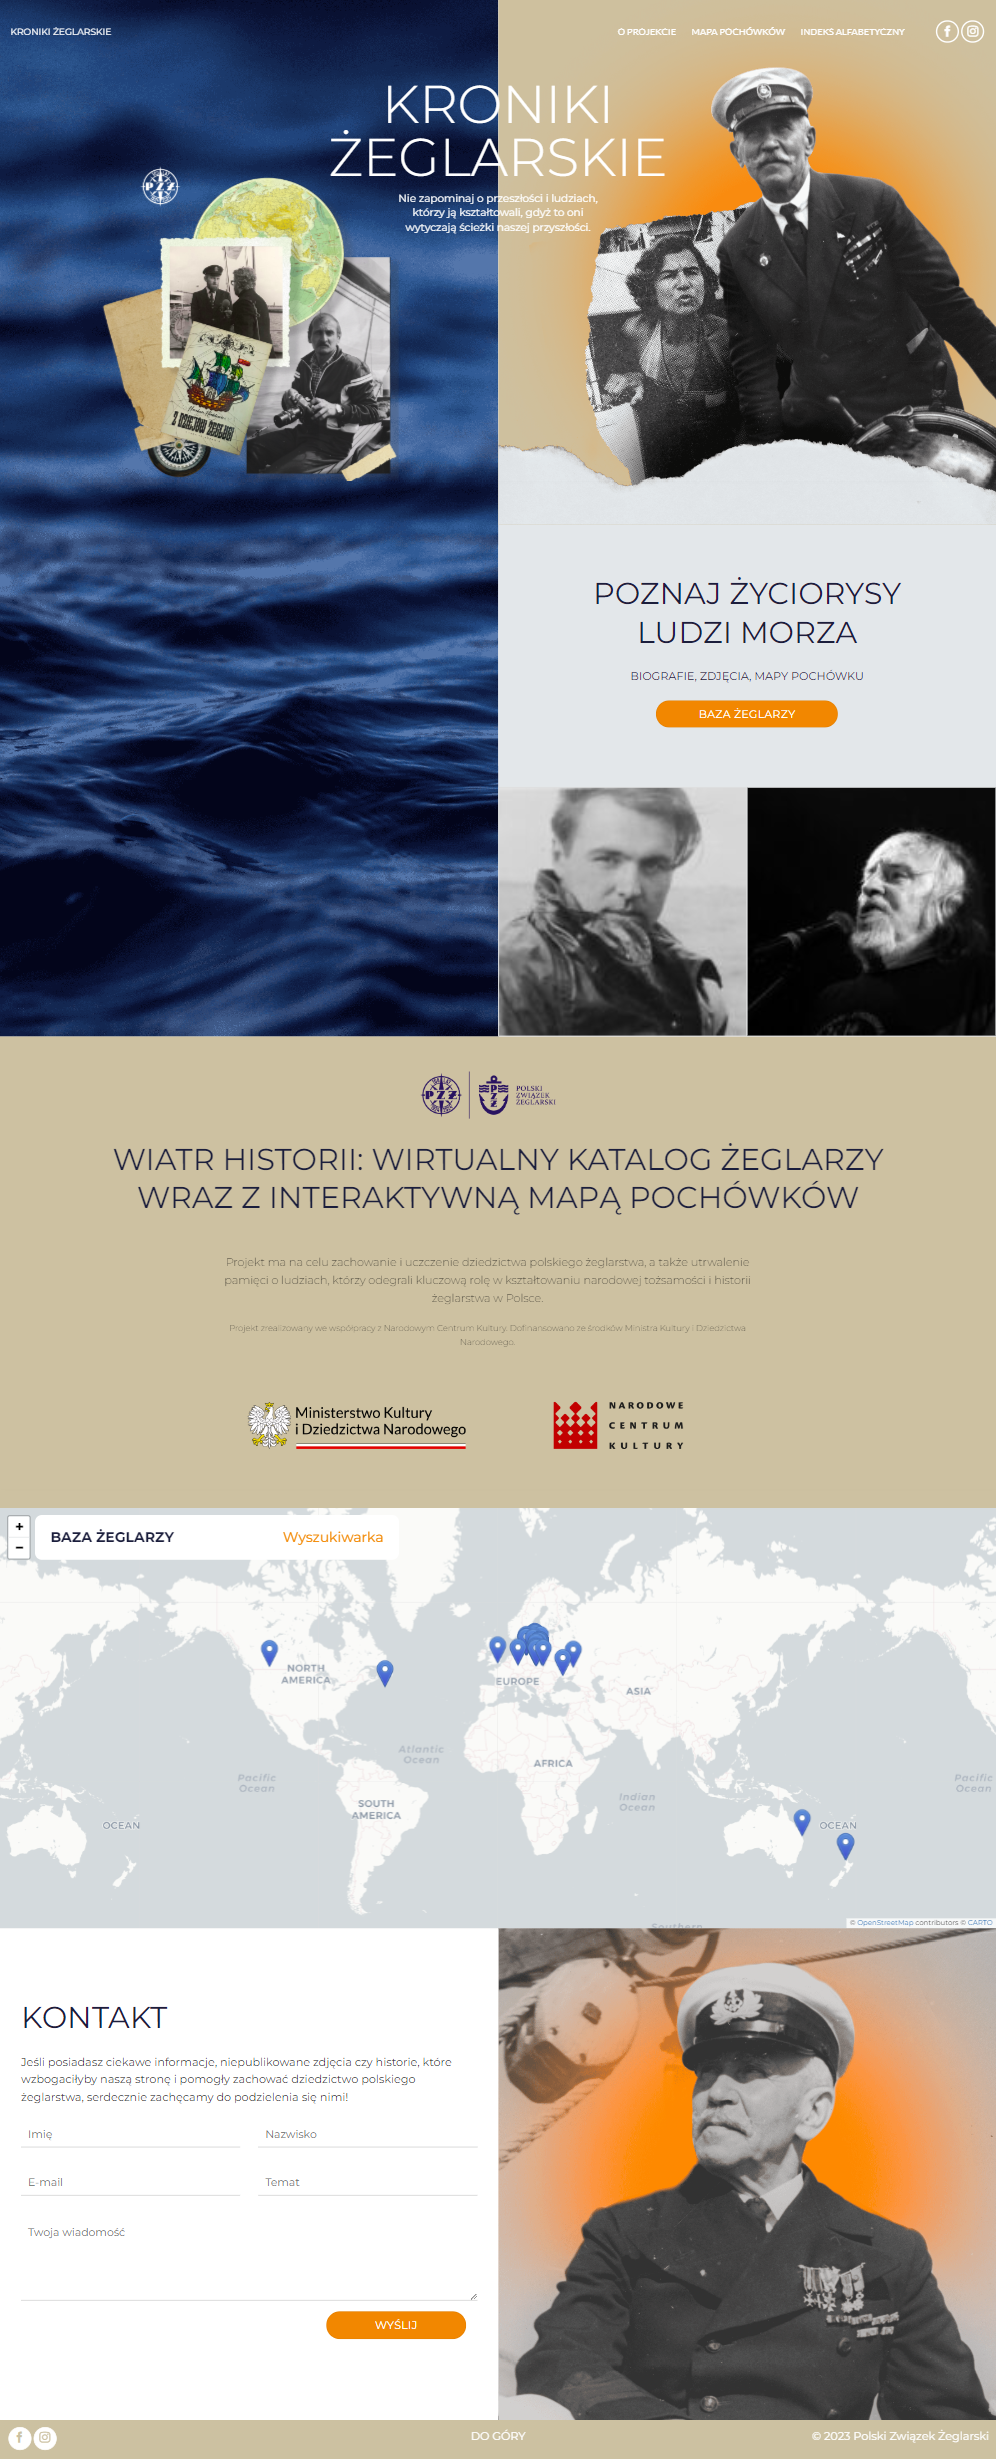 KRONIKI ŻEGLARSKIE
O PROJEKCIE MAPA POCHÓWKÓW INDEKS ALFABETYCZNY
KRONIKI
ŻEGLARSKIE
Nie zapominaj o przeszłości i ludziach,
którzy ją kształtowali, gdyż to oni
wytyczają ścieżki naszej przyszłości.
PZŻ
Z DZIEJÓW ŻEGLUGI
POZNAJ ŻYCIORYSY
LUDZI MORZA
BIOGRAFIE, ZDJĘCIA, MAPY POCHÓWKU
BAZA ŻEGLARZY
PZŻ
PZŻ
POLSKI
ZWIĄZEK
ŻEGLARSKI
WIATR HISTORII: WIRTUALNY KATALOG ŻEGLARZY
WRAZ Z INTERAKTYWNĄ MAPĄ POCHÓWKÓW
Projekt ma na celu zachowanie i uczczenie dziedzictwa polskiego żeglarstwa, a także utrwalenie
pamięci o ludziach, którzy odegrali kluczową rolę w kształtowaniu narodowej tożsamości i historii
żeglarstwa w Polsce.
Projekt zrealizowany we współpracy z Narodowym Centrum Kultury. Dofinansowano ze środków Ministra Kultury i Dziedzictwa
Narodowego.
Ministerstwo Kultury
i Dziedzictwa Narodowego
NARODOWE
CENTRUM
KULTURY
+
−
BAZA ŻEGLARZY Wyszukiwarka
NORTH
AMERICA
EUROPE
ASIA
Atlantic
Ocean
AFRICA
Pacific
Ocean
Pacific
Ocean
SOUTH
AMERICA
Indian
Ocean
OCEAN
OCEAN
Southern
© OpenStreetMap contributors © CARTO
KONTAKT
Jeśli posiadasz ciekawe informacje, niepublikowane zdjęcia czy historie, które
wzbogaciłyby naszą stronę i pomogły zachować dziedzictwo polskiego
żeglarstwa, serdecznie zachęcamy do podzielenia się nimi!
Imię Nazwisko
E-mail Temat
Twoja wiadomość
WYŚLIJ
DO GÓRY
© 2023 Polski Związek Żeglarski